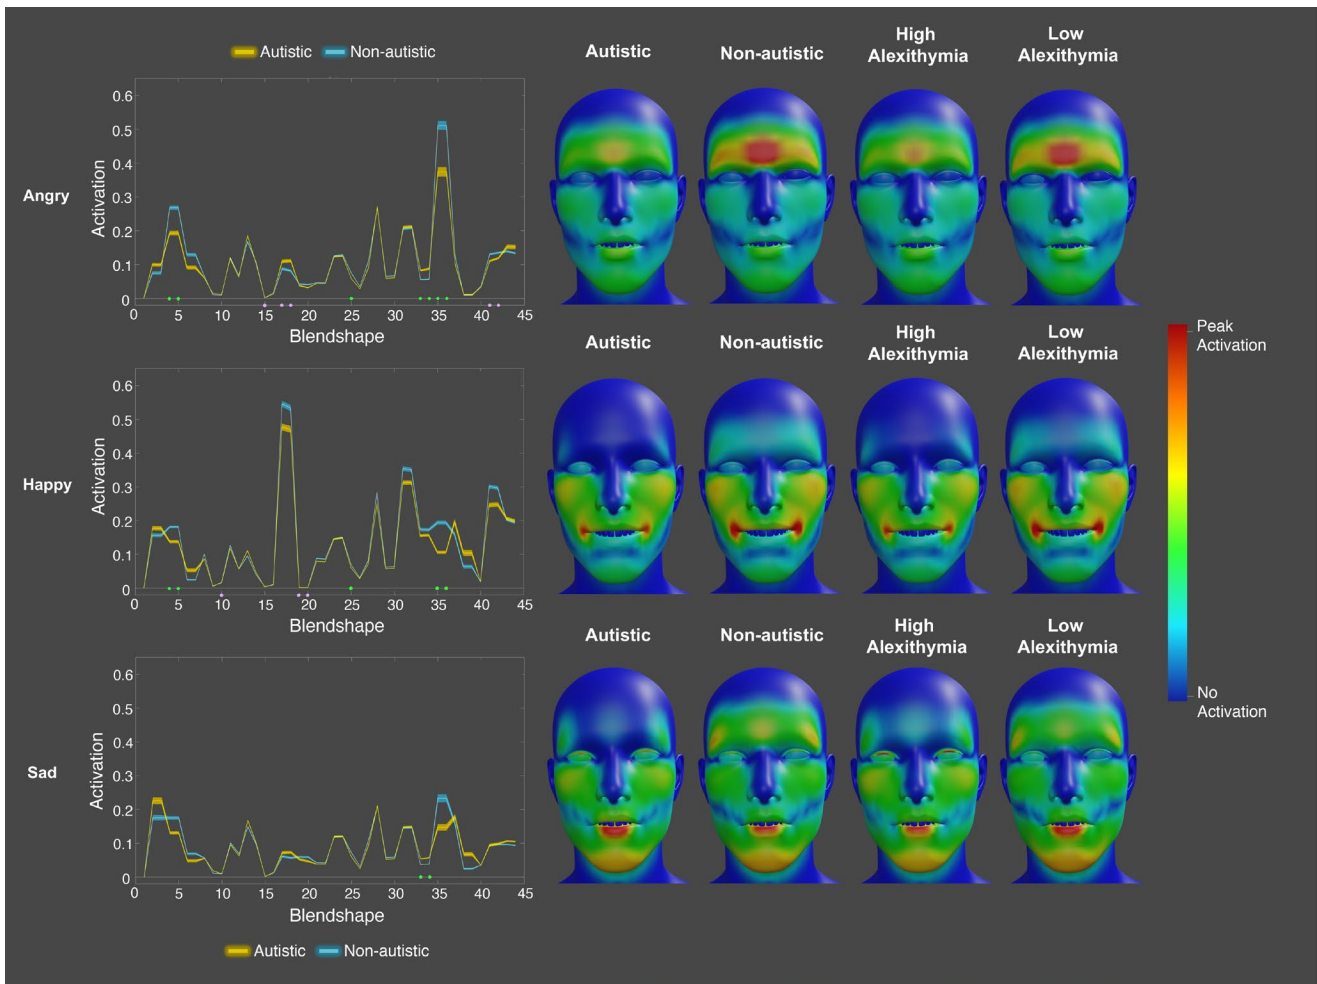 Autistic Non-autistic
Autistic
Non-autistic
High
Alexithymia
Low
Alexithymia
Angry
Activation
0.6
0.5
0.4
0.3
0.2
0.1
0
0 5 10 15 20 25 30 35 40 45
Blendshape
Autistic
Non-autistic
High
Alexithymia
Low
Alexithymia
Happy
Activation
0.6
0.5
0.4
0.3
0.2
0.1
0
0 5 10 15 20 25 30 35 40 45
Blendshape
Peak
Activation
No
Activation
Autistic
Non-autistic
High
Alexithymia
Low
Alexithymia
Sad
Activation
0.6
0.5
0.4
0.3
0.2
0.1
0
0 5 10 15 20 25 30 35 40 45
Blendshape
Autistic Non-autistic